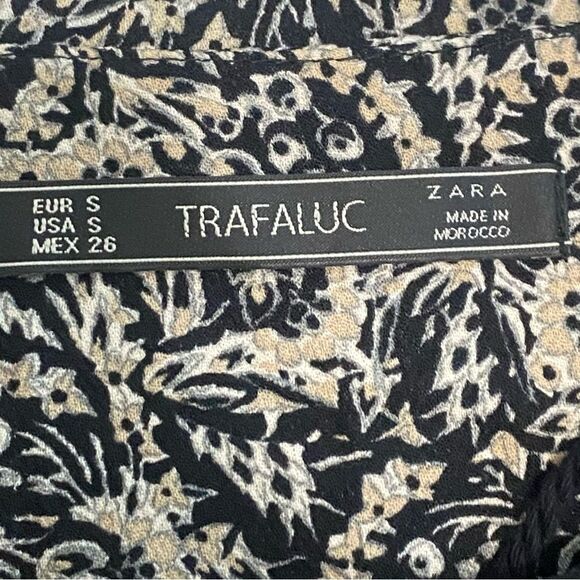 EUR S
USA S
MEX 26
TRAFALUC
ZARA
MADE IN
MOROCCO